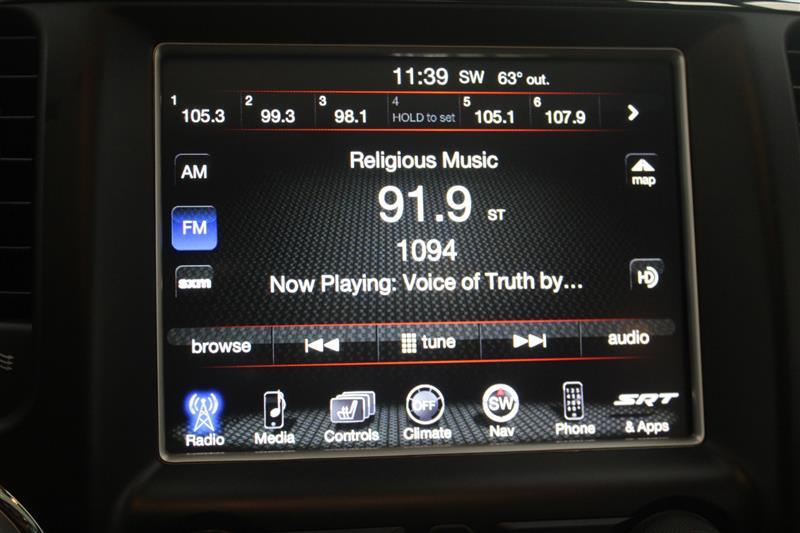 11:39 SW 63° out.
1 2 3 4 5 6
105.3 99.3 98.1 HOLD to set 105.1 107.9
Religious Music
AM
map
91.9 ST
FM
1094
sxm
HD
Now Playing: Voice of Truth by...
browse tune audio
OFF SW
Radio Media Controls Climate Nav Phone SRT & Apps